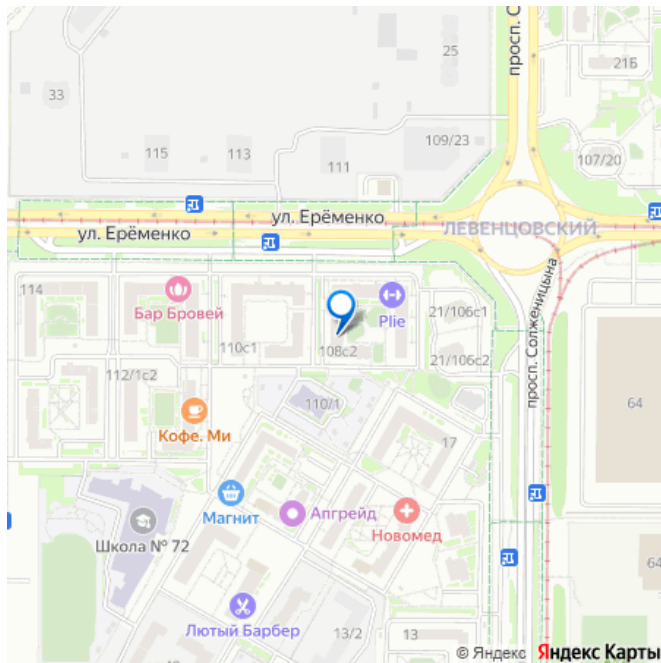 просп. С
25
21Б
33
109/23
115
113
111
107/20
ул. Ерёменко
ул. Ерёменко
ЛЕВЕНЦОВСКИЙ
просп. Солженицына
114
Бар Бровей
Plie
21/106с1
110с1
108с2
21/106с2
112/1с2
110/1
64
Кофе. Ми
17
Магнит
Апгрейд
Новомед
Школа № 72
64
Лютый Барбер
13/2
13
© Яндекс Яндекс Карты